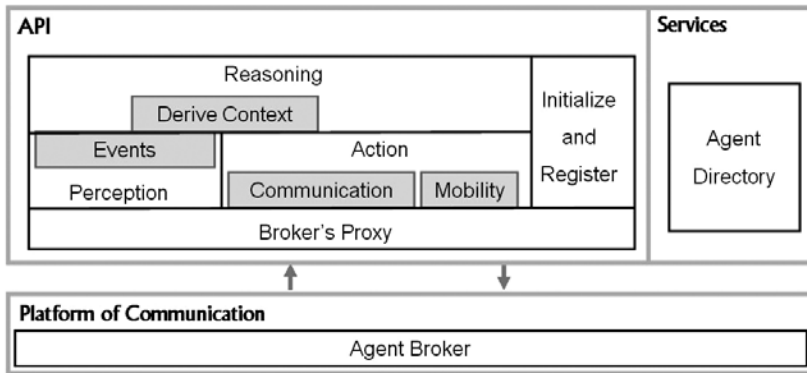 API
Services
Reasoning
Derive Context
Initialize
and
Register
Events
Action
Perception
Communication
Mobility
Broker's Proxy
Agent
Directory
Platform of Communication
Agent Broker